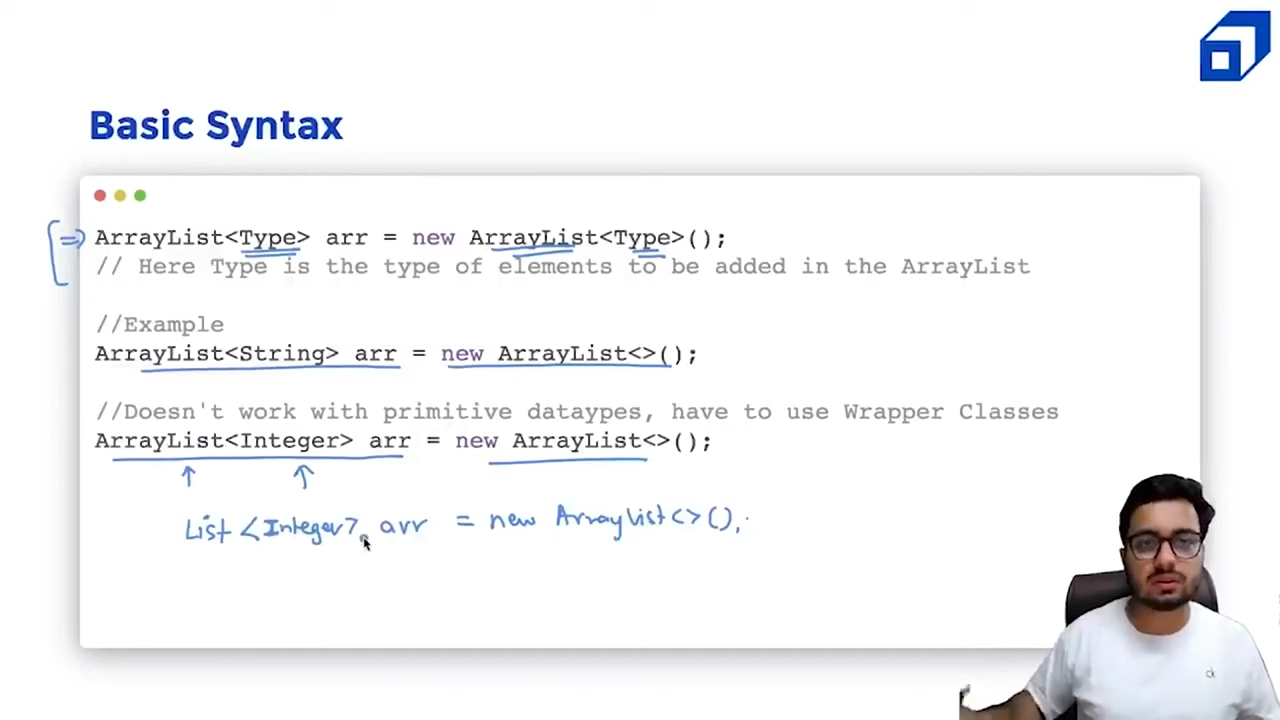 Basic Syntax
ArrayList<Type> arr = new ArrayList<Type>();
// Here Type is the type of elements to be added in the ArrayList
//Example
ArrayList<String> arr = new ArrayList<>();
//Doesn't work with primitive dataypes, have to use Wrapper Classes
ArrayList<Integer> arr = new ArrayList<>();
List <Integer> arr = new ArrayList<>();
ck